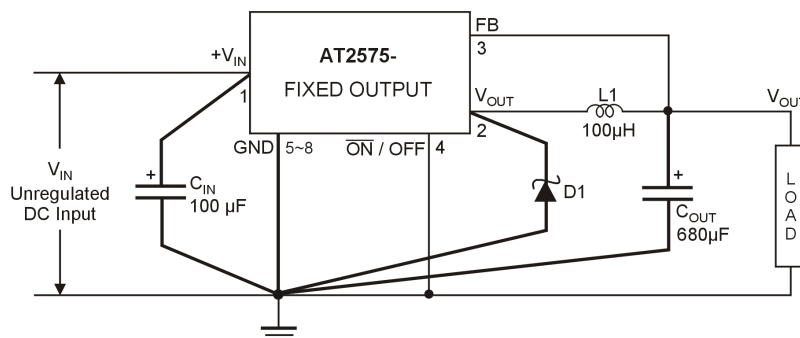 FB
3
+VIN
1
AT2575-
FIXED OUTPUT
VOUT
2
L1
100µH
VOUT
GND 5~8
ON / OFF 4
VIN
Unregulated
DC Input
+
CIN
100 µF
D1
+
COUT
680µF
LOAD